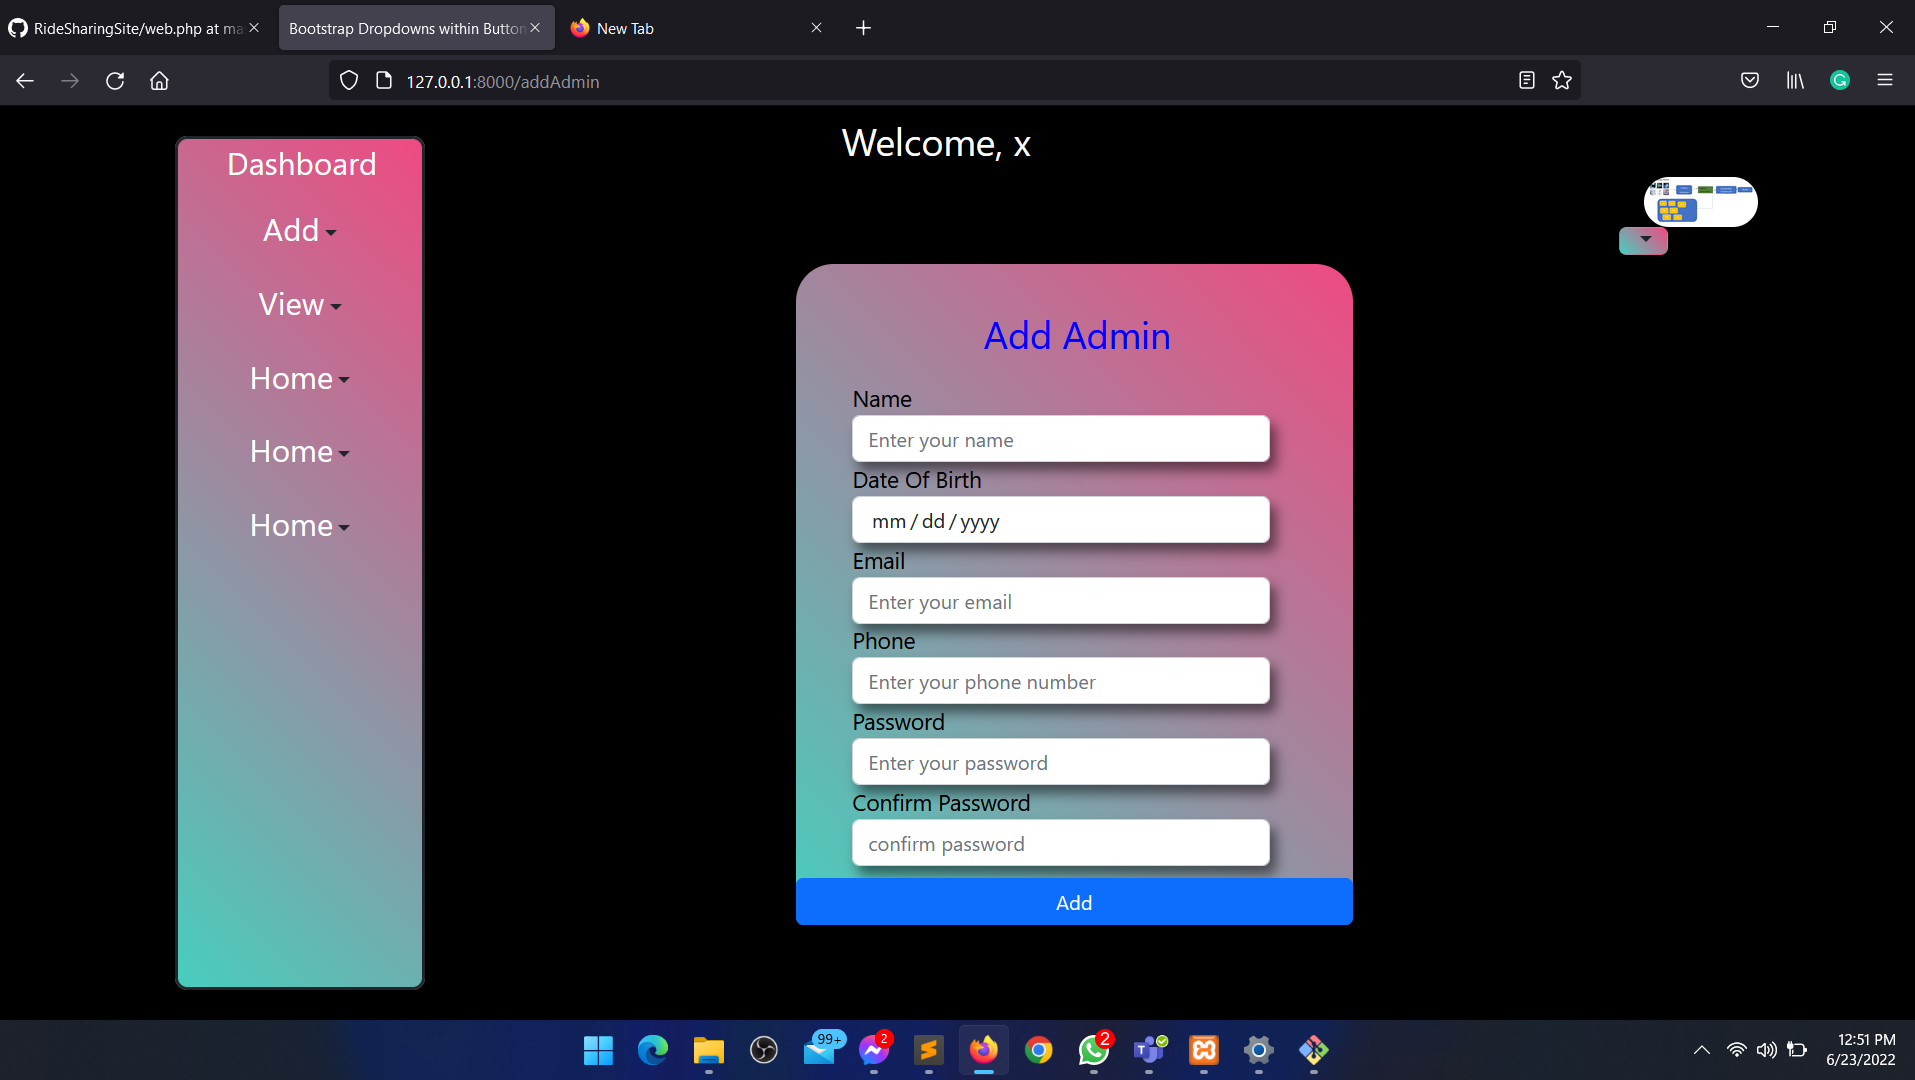 RideSharingSite/web.php at ma
Bootstrap Dropdowns within Button
New Tab
127.0.0.1:8000/addAdmin
Welcome, x
Dashboard
Add
View
Home
Home
Home
Add Admin
Name
Enter your name
Date Of Birth
mm / dd / yyyy
Email
Enter your email
Phone
Enter your phone number
Password
Enter your password
Confirm Password
confirm password
Add
99+
2
2
12:51 PM
6/23/2022